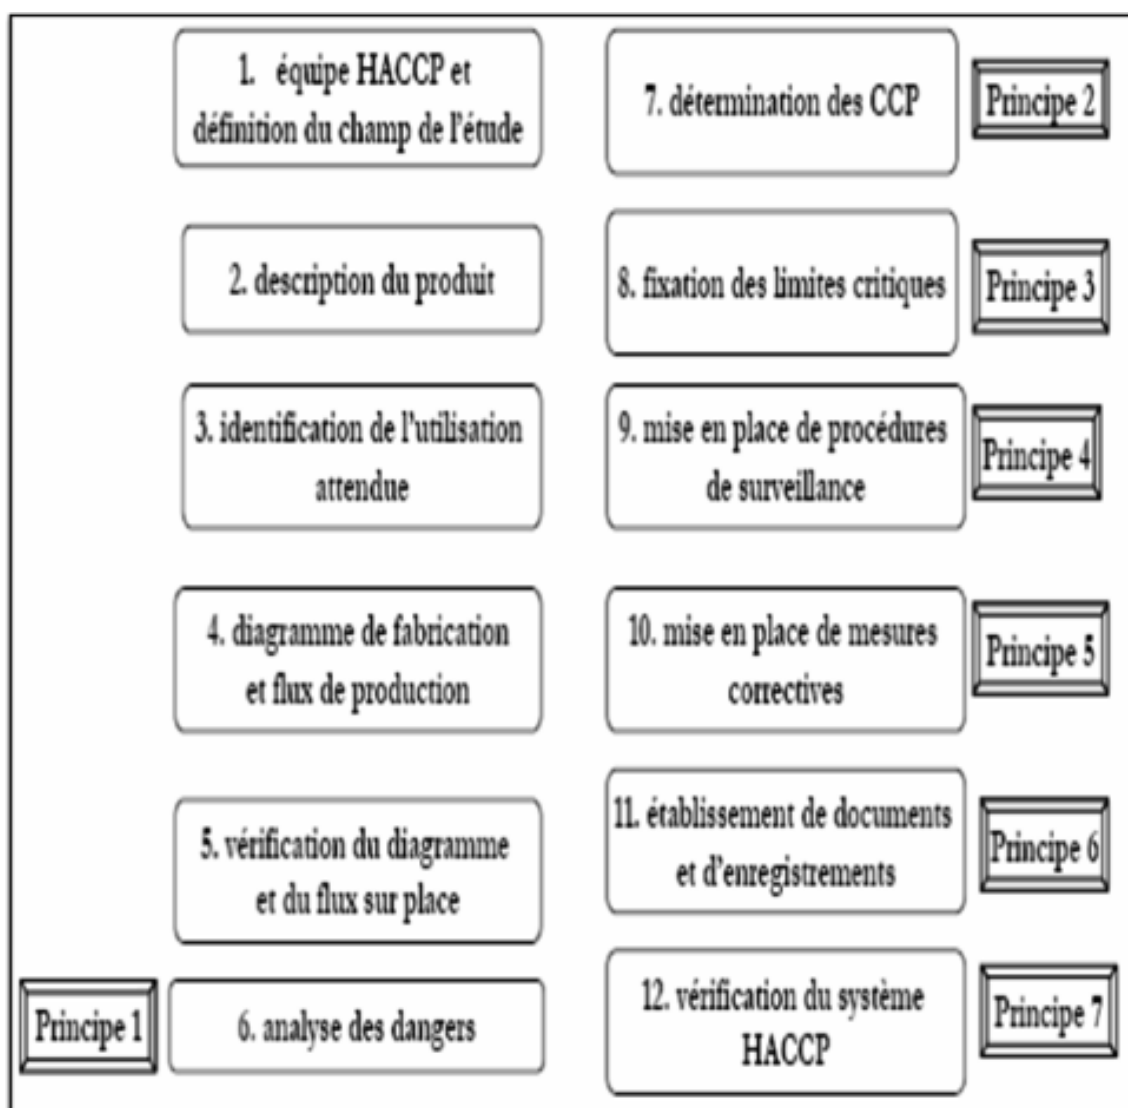 1. équipe HACCP et
définition du champ de l'étude
2. description du produit
3. identification de l'utilisation
attendue
4. diagramme de fabrication
et flux de production
5. vérification du diagramme
et du flux sur place
Principe 1
6. analyse des dangers
7. détermination des CCP
Principe 2
8. fixation des limites critiques
Principe 3
9. mise en place de procédures
de surveillance
Principe 4
10. mise en place de mesures
correctives
Principe 5
11. établissement de documents
et d'enregistrements
Principe 6
12. vérification du système
HACCP
Principe 7